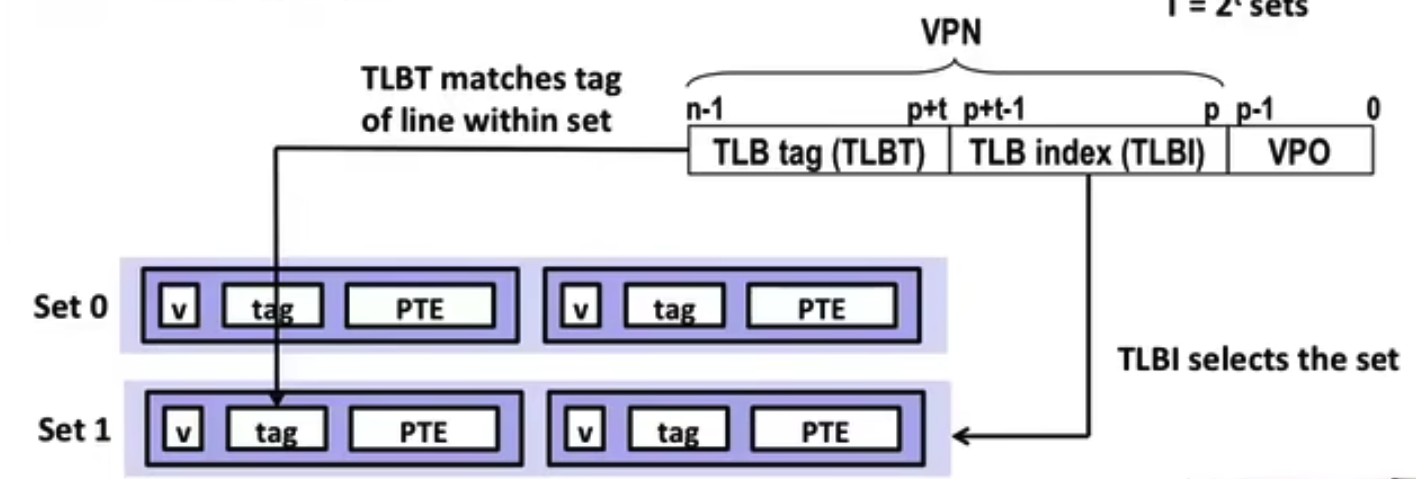 T = 2^t sets
VPN
TLBT matches tag
of line within set
n-1 p+t p+t-1 p p-1 0
TLB tag (TLBT) TLB index (TLBI) VPO
Set 0 v tag PTE v tag PTE
TLBI selects the set
Set 1 v tag PTE v tag PTE